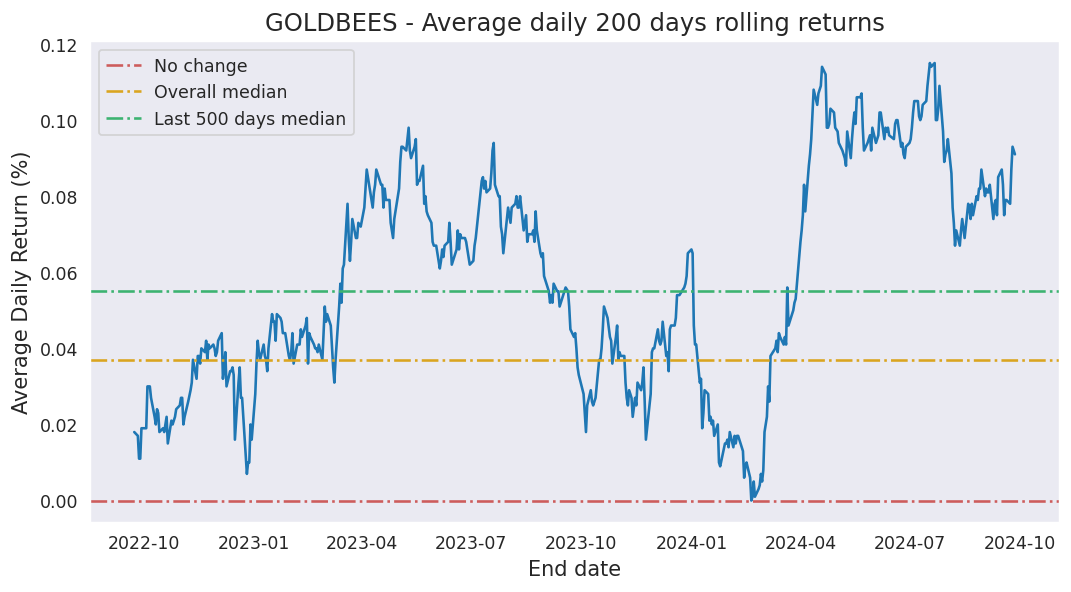 GOLDBEES - Average daily 200 days rolling returns
No change
Overall median
Last 500 days median
Average Daily Return (%)
0.12
0.10
0.08
0.06
0.04
0.02
0.00
2022-10 2023-01 2023-04 2023-07 2023-10 2024-01 2024-04 2024-07 2024-10
End date